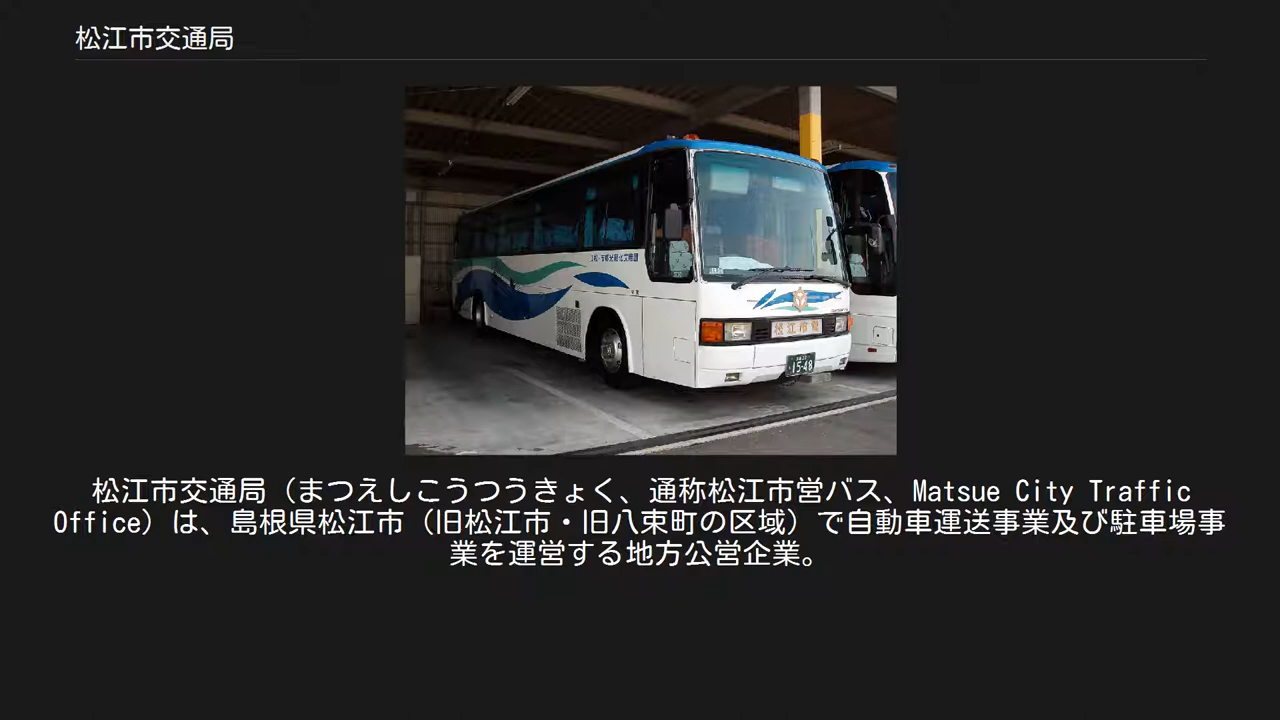 松江市交通局
松江市営
15-48
松江市交通局（まつえしこうつうきょく、通称松江市営バス、Matsue City Traffic
Office）は、島根県松江市（旧松江市・旧八束町の区域）で自動車運送事業及び駐車場事
業を運営する地方公営企業。